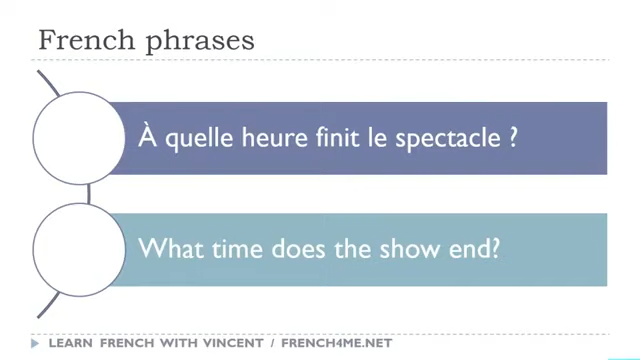 French phrases
À quelle heure finit le spectacle ?
What time does the show end?
LEARN FRENCH WITH VINCENT / FRENCH4ME.NET